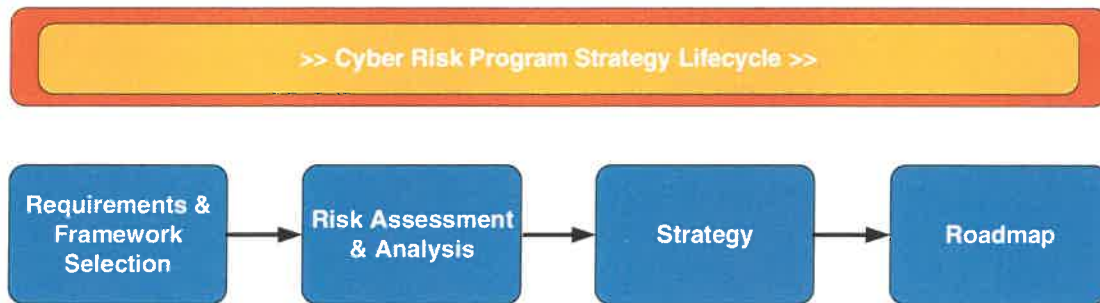 >> Cyber Risk Program Strategy Lifecycle >>
Requirements &
Framework
Selection
Risk Assessment
& Analysis
Strategy
Roadmap